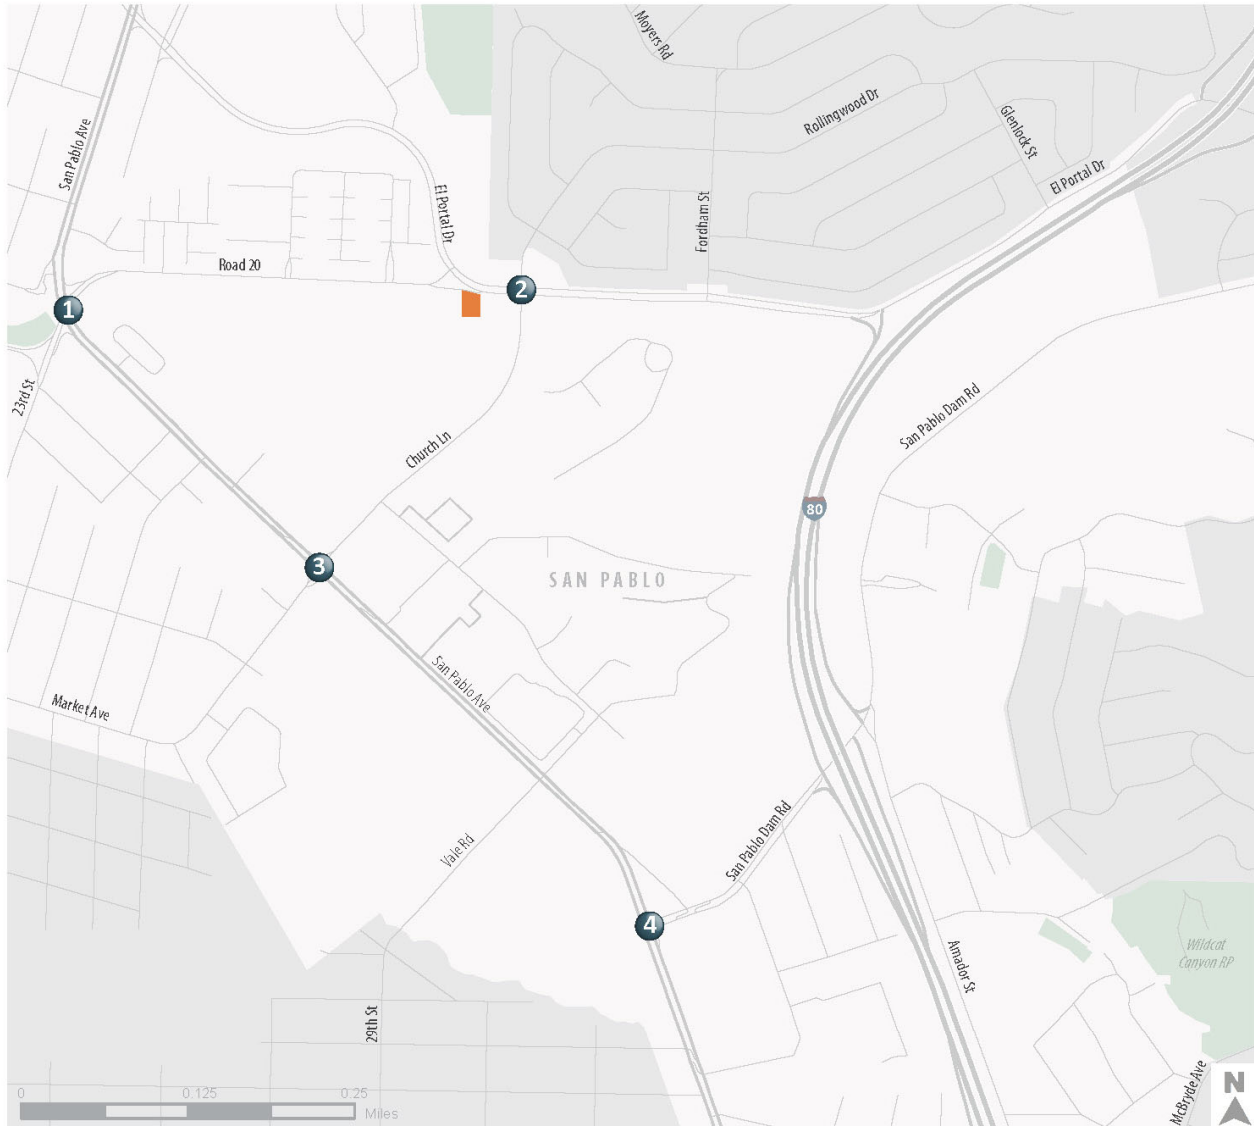 Moyers Rd
Rollingwood Dr
Glenlock St
San Pablo Ave
El Portal Dr
El Portal Dr
Fordham St
Road 20
2
1
23rd St
San Pablo Dam Rd
Church Ln
80
3
SAN PABLO
San Pablo Ave
Market Ave
San Pablo Dam Rd
Vale Rd
4
Wildcat
Canyon RP
Amador St
29th St
McBryde Ave
N
0 0.125 0.25
Miles